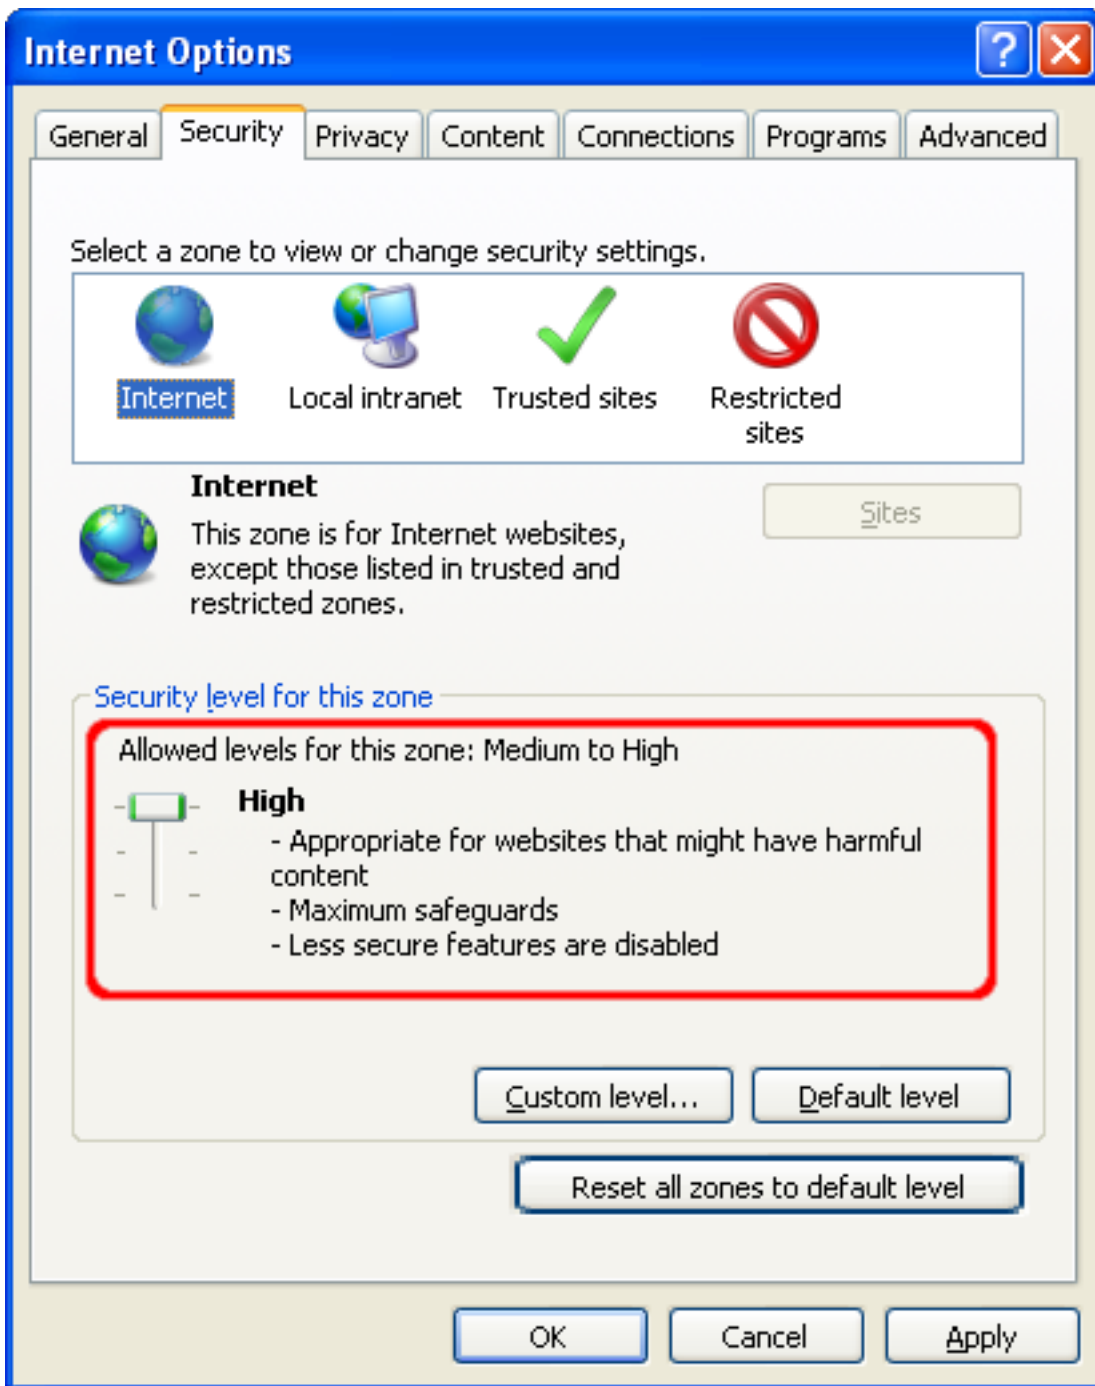 Internet Options
?
General Security Privacy Content Connections Programs Advanced
Select a zone to view or change security settings.
Internet Local intranet Trusted sites Restricted
sites
Internet
Sites
This zone is for Internet websites,
except those listed in trusted and
restricted zones.
Security level for this zone
Allowed levels for this zone: Medium to High
High
- Appropriate for websites that might have harmful
content
- Maximum safeguards
- Less secure features are disabled
Custom level... Default level
Reset all zones to default level
OK Cancel Apply